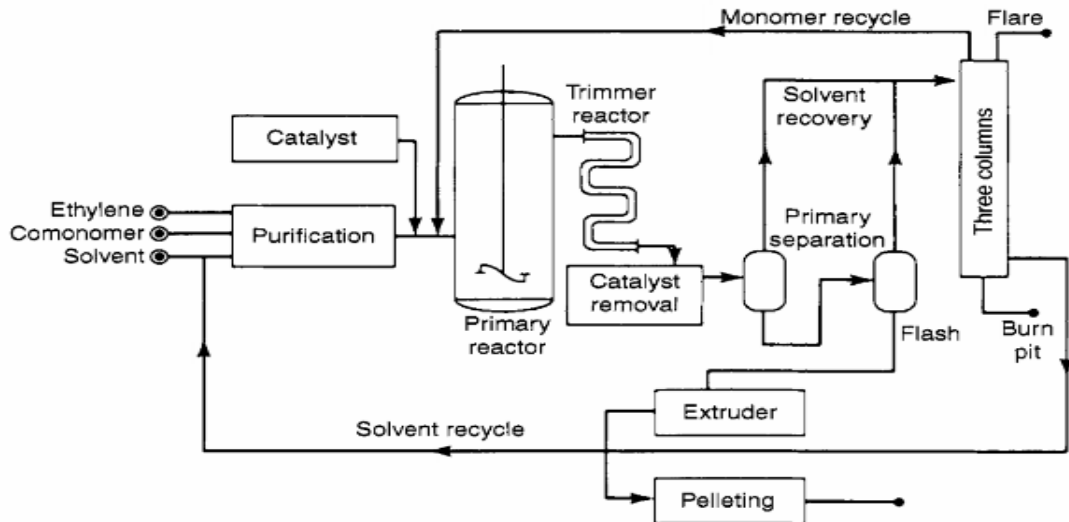 Monomer recycle
Flare
Trimmer
reactor
Solvent
recovery
Catalyst
Three columns
Ethylene
Comonomer
Solvent
Purification
Primary
separation
Catalyst
removal
Primary
reactor
Flash
Burn
pit
Extruder
Solvent recycle
Pelleting